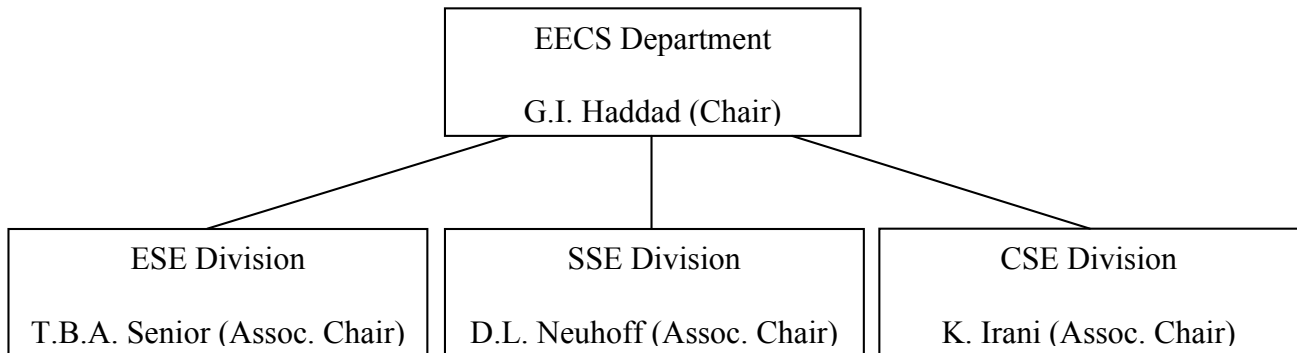 EECS Department
G.I. Haddad (Chair)
ESE Division
T.B.A. Senior (Assoc. Chair)
SSE Division
D.L. Neuhoff (Assoc. Chair)
CSE Division
K. Irani (Assoc. Chair)